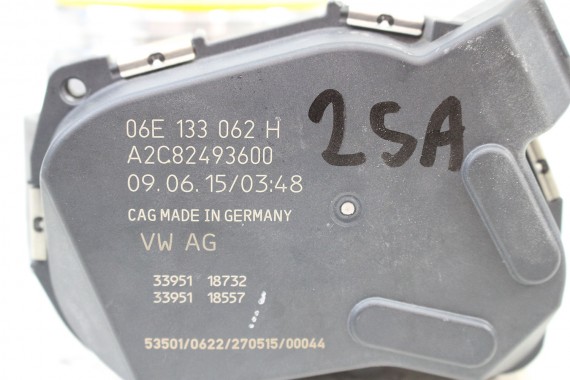 06E 133 062 H
A2C82493600
09.06.15/03:48
CAG MADE IN GERMANY
VW AG
33951 18732
33951 18557
53501/0622/270515/00044
2SA